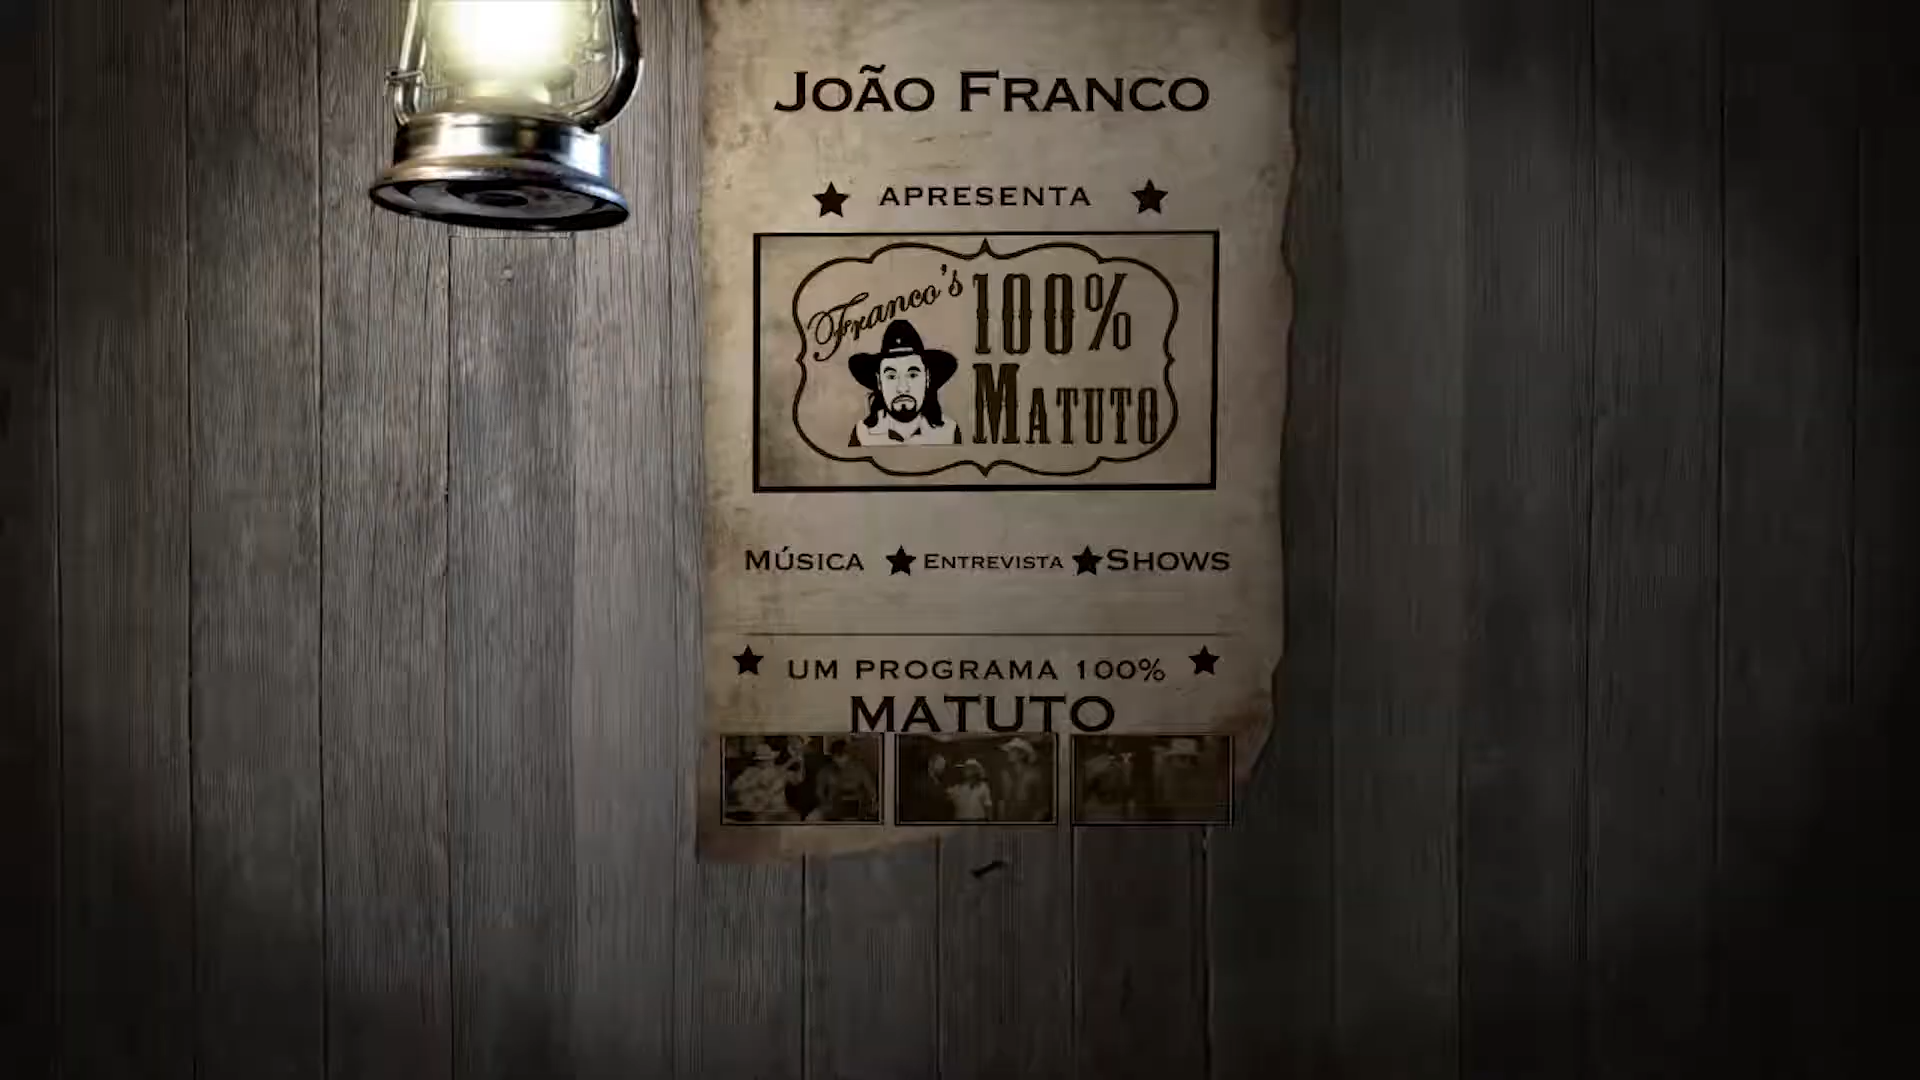 JOÃO FRANCO
APRESENTA
Franco's
100%
MATUTO
MÚSICA ENTREVISTA SHOWS
UM PROGRAMA 100%
MATUTO